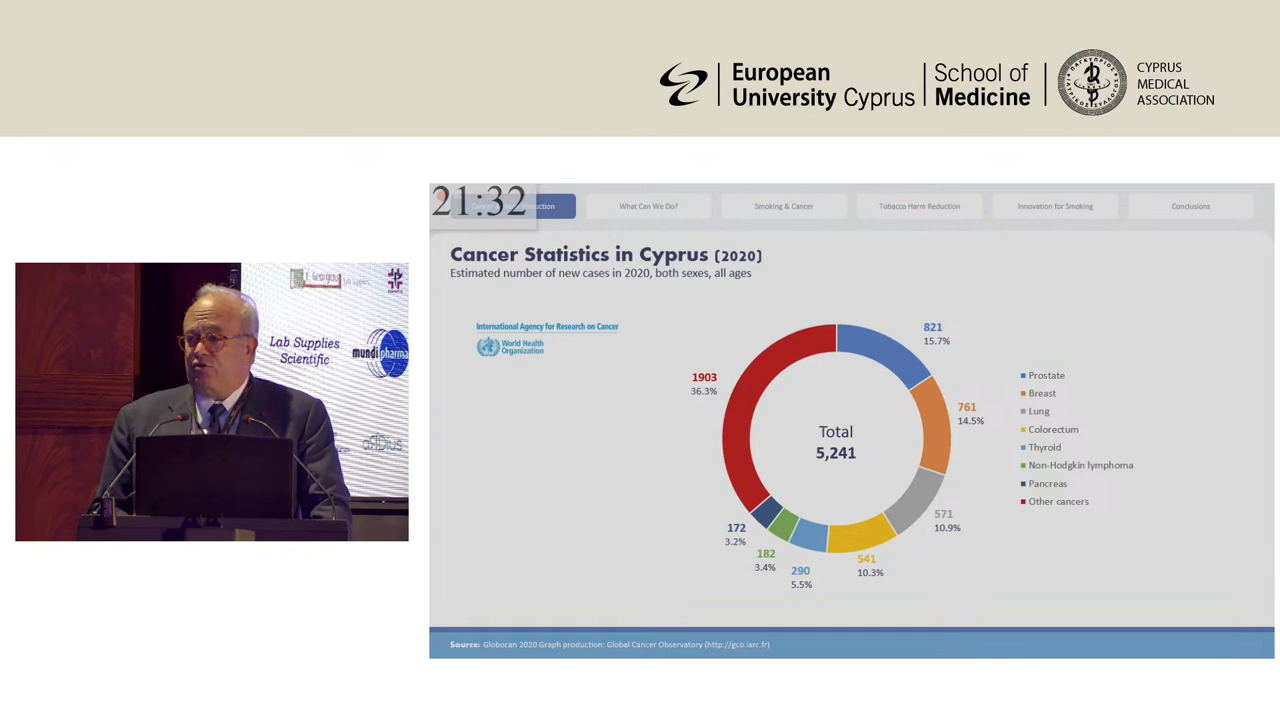 European
University Cyprus
School of
Medicine
ΠΑΓΚΥΠΡΙΟΣ
ΙΑΤΡΙΚΟΣ ΣΥΛΛΟΓΟΣ
CYPRUS
MEDICAL
ASSOCIATION
21:32
What Can We Do?
Smoking & Cancer
Tobacco Harm Reduction
Innovation for Smoking
Conclusions
Cancer Statistics in Cyprus (2020)
Estimated number of new cases in 2020, both sexes, all ages
International Agency for Research on Cancer
World Health
Organization
821
15.7%
761
14.5%
571
10.9%
541
10.3%
290
5.5%
182
3.4%
172
3.2%
1903
36.3%
Total
5,241
Prostate
Breast
Lung
Colorectum
Thyroid
Non-Hodgkin lymphoma
Pancreas
Other cancers
Source: Globocan 2020 Graph production: Global Cancer Observatory (http://gco.iarc.fr)
Lab Supplies
Scientific
mundipharma